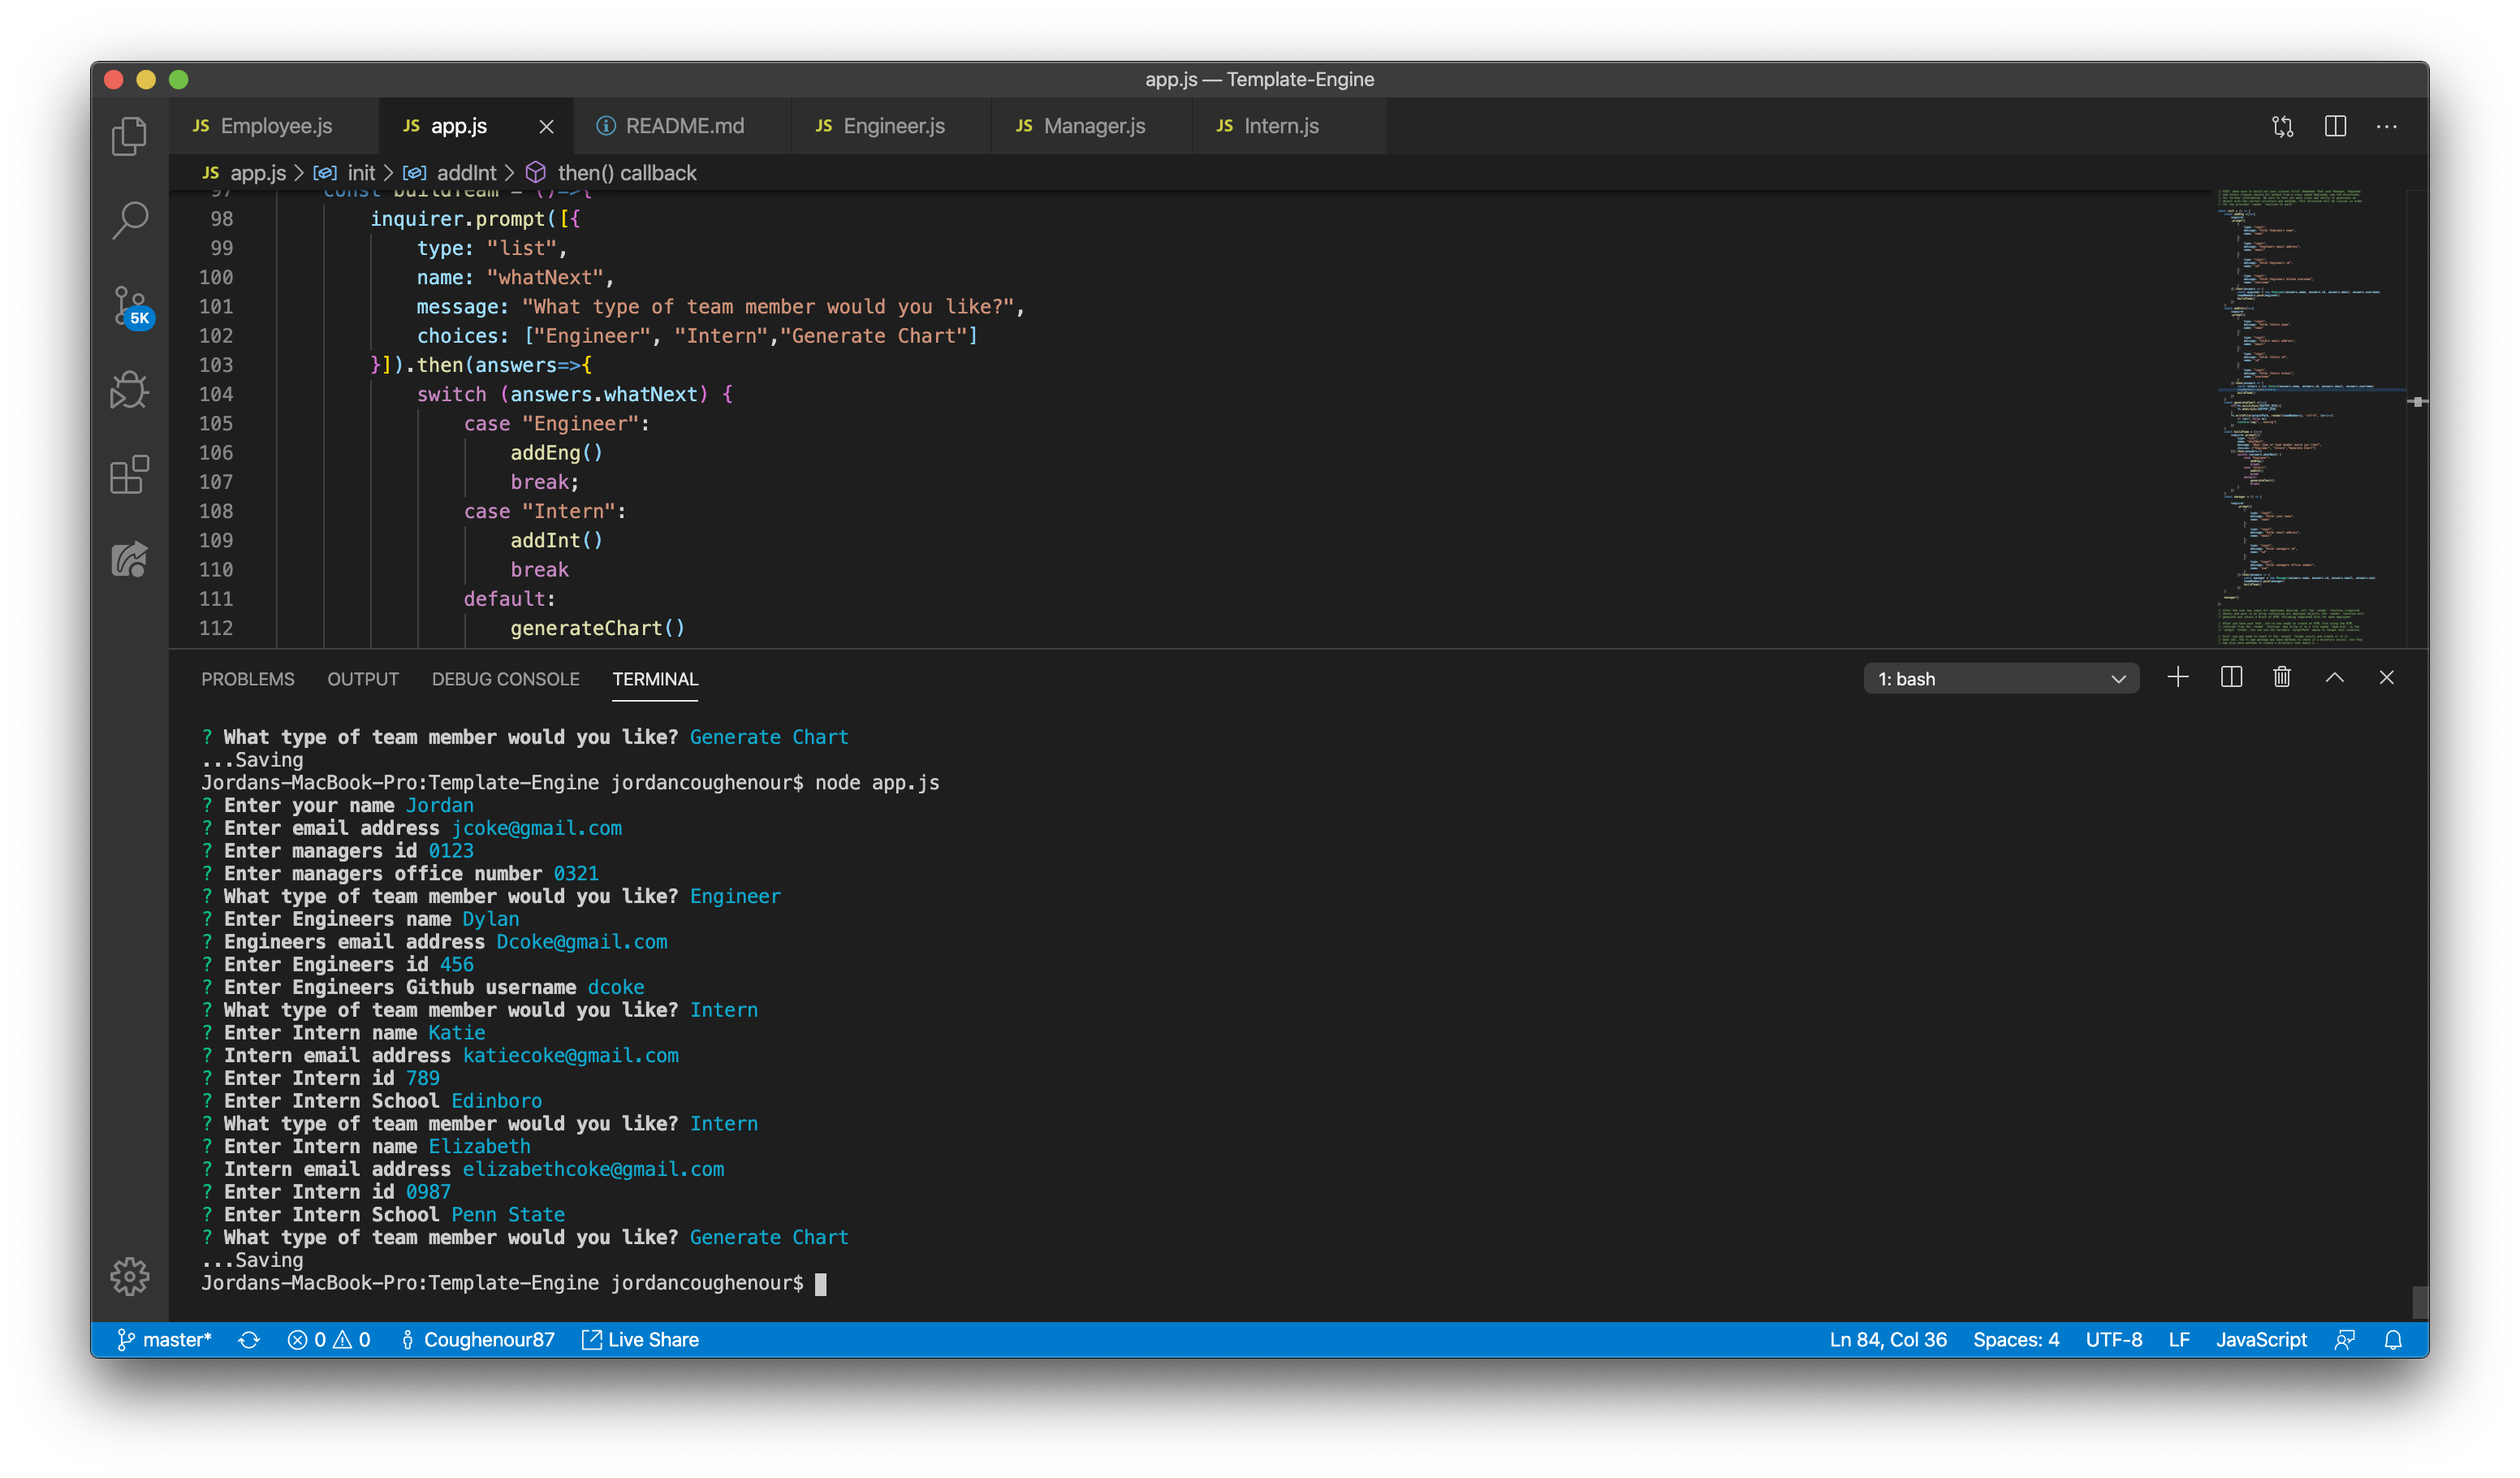 app.js — Template-Engine
JS Employee.js JS app.js README.md JS Engineer.js JS Manager.js JS Intern.js
JS app.js > init > addInt > then() callback
97 const buildTeam = ()=>{
98 inquirer.prompt([{
99 type: "list",
100 name: "whatNext",
101 message: "What type of team member would you like?",
102 choices: ["Engineer", "Intern","Generate Chart"]
103 }]).then(answers=>{
104 switch (answers.whatNext) {
105 case "Engineer":
106 addEng()
107 break;
108 case "Intern":
109 addInt()
110 break
111 default:
112 generateChart()
5K
PROBLEMS OUTPUT DEBUG CONSOLE TERMINAL 1: bash
? What type of team member would you like? Generate Chart
...Saving
Jordans-MacBook-Pro:Template-Engine jordancoughenour$ node app.js
? Enter your name Jordan
? Enter email address jcoke@gmail.com
? Enter managers id 0123
? Enter managers office number 0321
? What type of team member would you like? Engineer
? Enter Engineers name Dylan
? Engineers email address Dcoke@gmail.com
? Enter Engineers id 456
? Enter Engineers Github username dcoke
? What type of team member would you like? Intern
? Enter Intern name Katie
? Intern email address katiecoke@gmail.com
? Enter Intern id 789
? Enter Intern School Edinboro
? What type of team member would you like? Intern
? Enter Intern name Elizabeth
? Intern email address elizabethcoke@gmail.com
? Enter Intern id 0987
? Enter Intern School Penn State
? What type of team member would you like? Generate Chart
...Saving
Jordans-MacBook-Pro:Template-Engine jordancoughenour$
master* 0 0 Coughenour87 Live Share Ln 84, Col 36 Spaces: 4 UTF-8 LF JavaScript